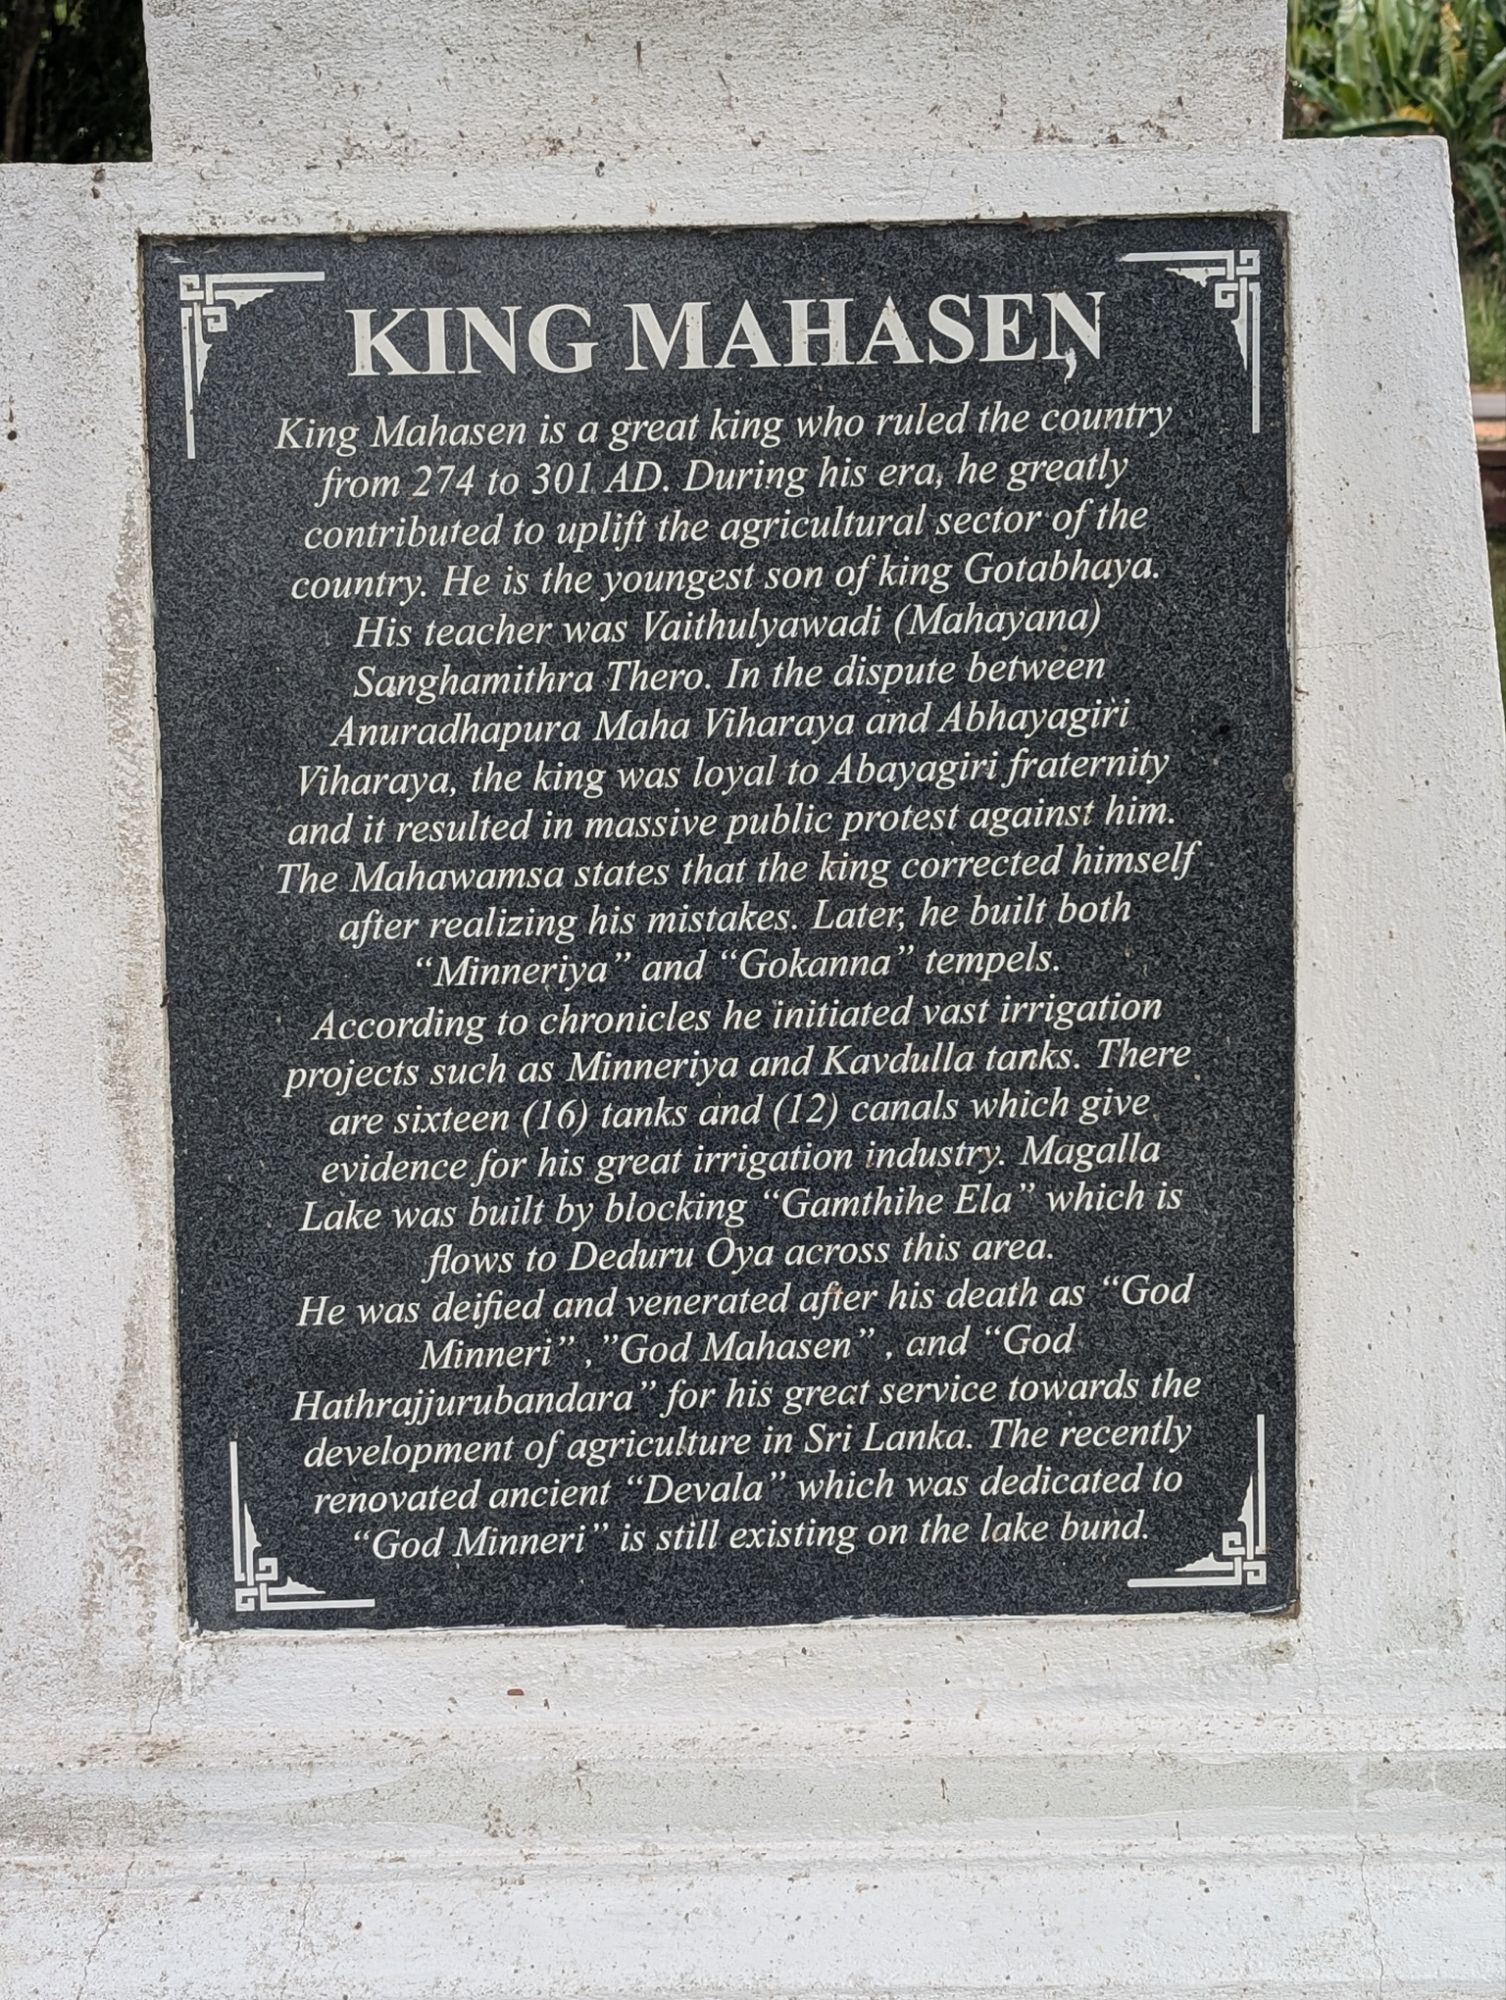 KING MAHASEN
King Mahasen is a great king who ruled the country
from 274 to 301 AD. During his era, he greatly
contributed to uplift the agricultural sector of the
country. He is the youngest son of king Gotabhaya.
His teacher was Vaithulyawadi (Mahayana)
Sanghamithra Thero. In the dispute between
Anuradhapura Maha Viharaya and Abhayagiri
Viharaya, the king was loyal to Abayagiri fraternity
and it resulted in massive public protest against him.
The Mahawamsa states that the king corrected himself
after realizing his mistakes. Later, he built both
“Minneriya” and “Gokanna” tempels.
According to chronicles he initiated vast irrigation
projects such as Minneriya and Kavdulla tanks. There
are sixteen (16) tanks and (12) canals which give
evidence for his great irrigation industry. Magalla
Lake was built by blocking “Gamthihe Ela” which is
flows to Deduru Oya across this area.
He was deified and venerated after his death as “God
Minneri” , ”God Mahasen” , and “God
Hathrajjurubandara” for his great service towards the
development of agriculture in Sri Lanka. The recently
renovated ancient “Devala” which was dedicated to
“God Minneri” is still existing on the lake bund.